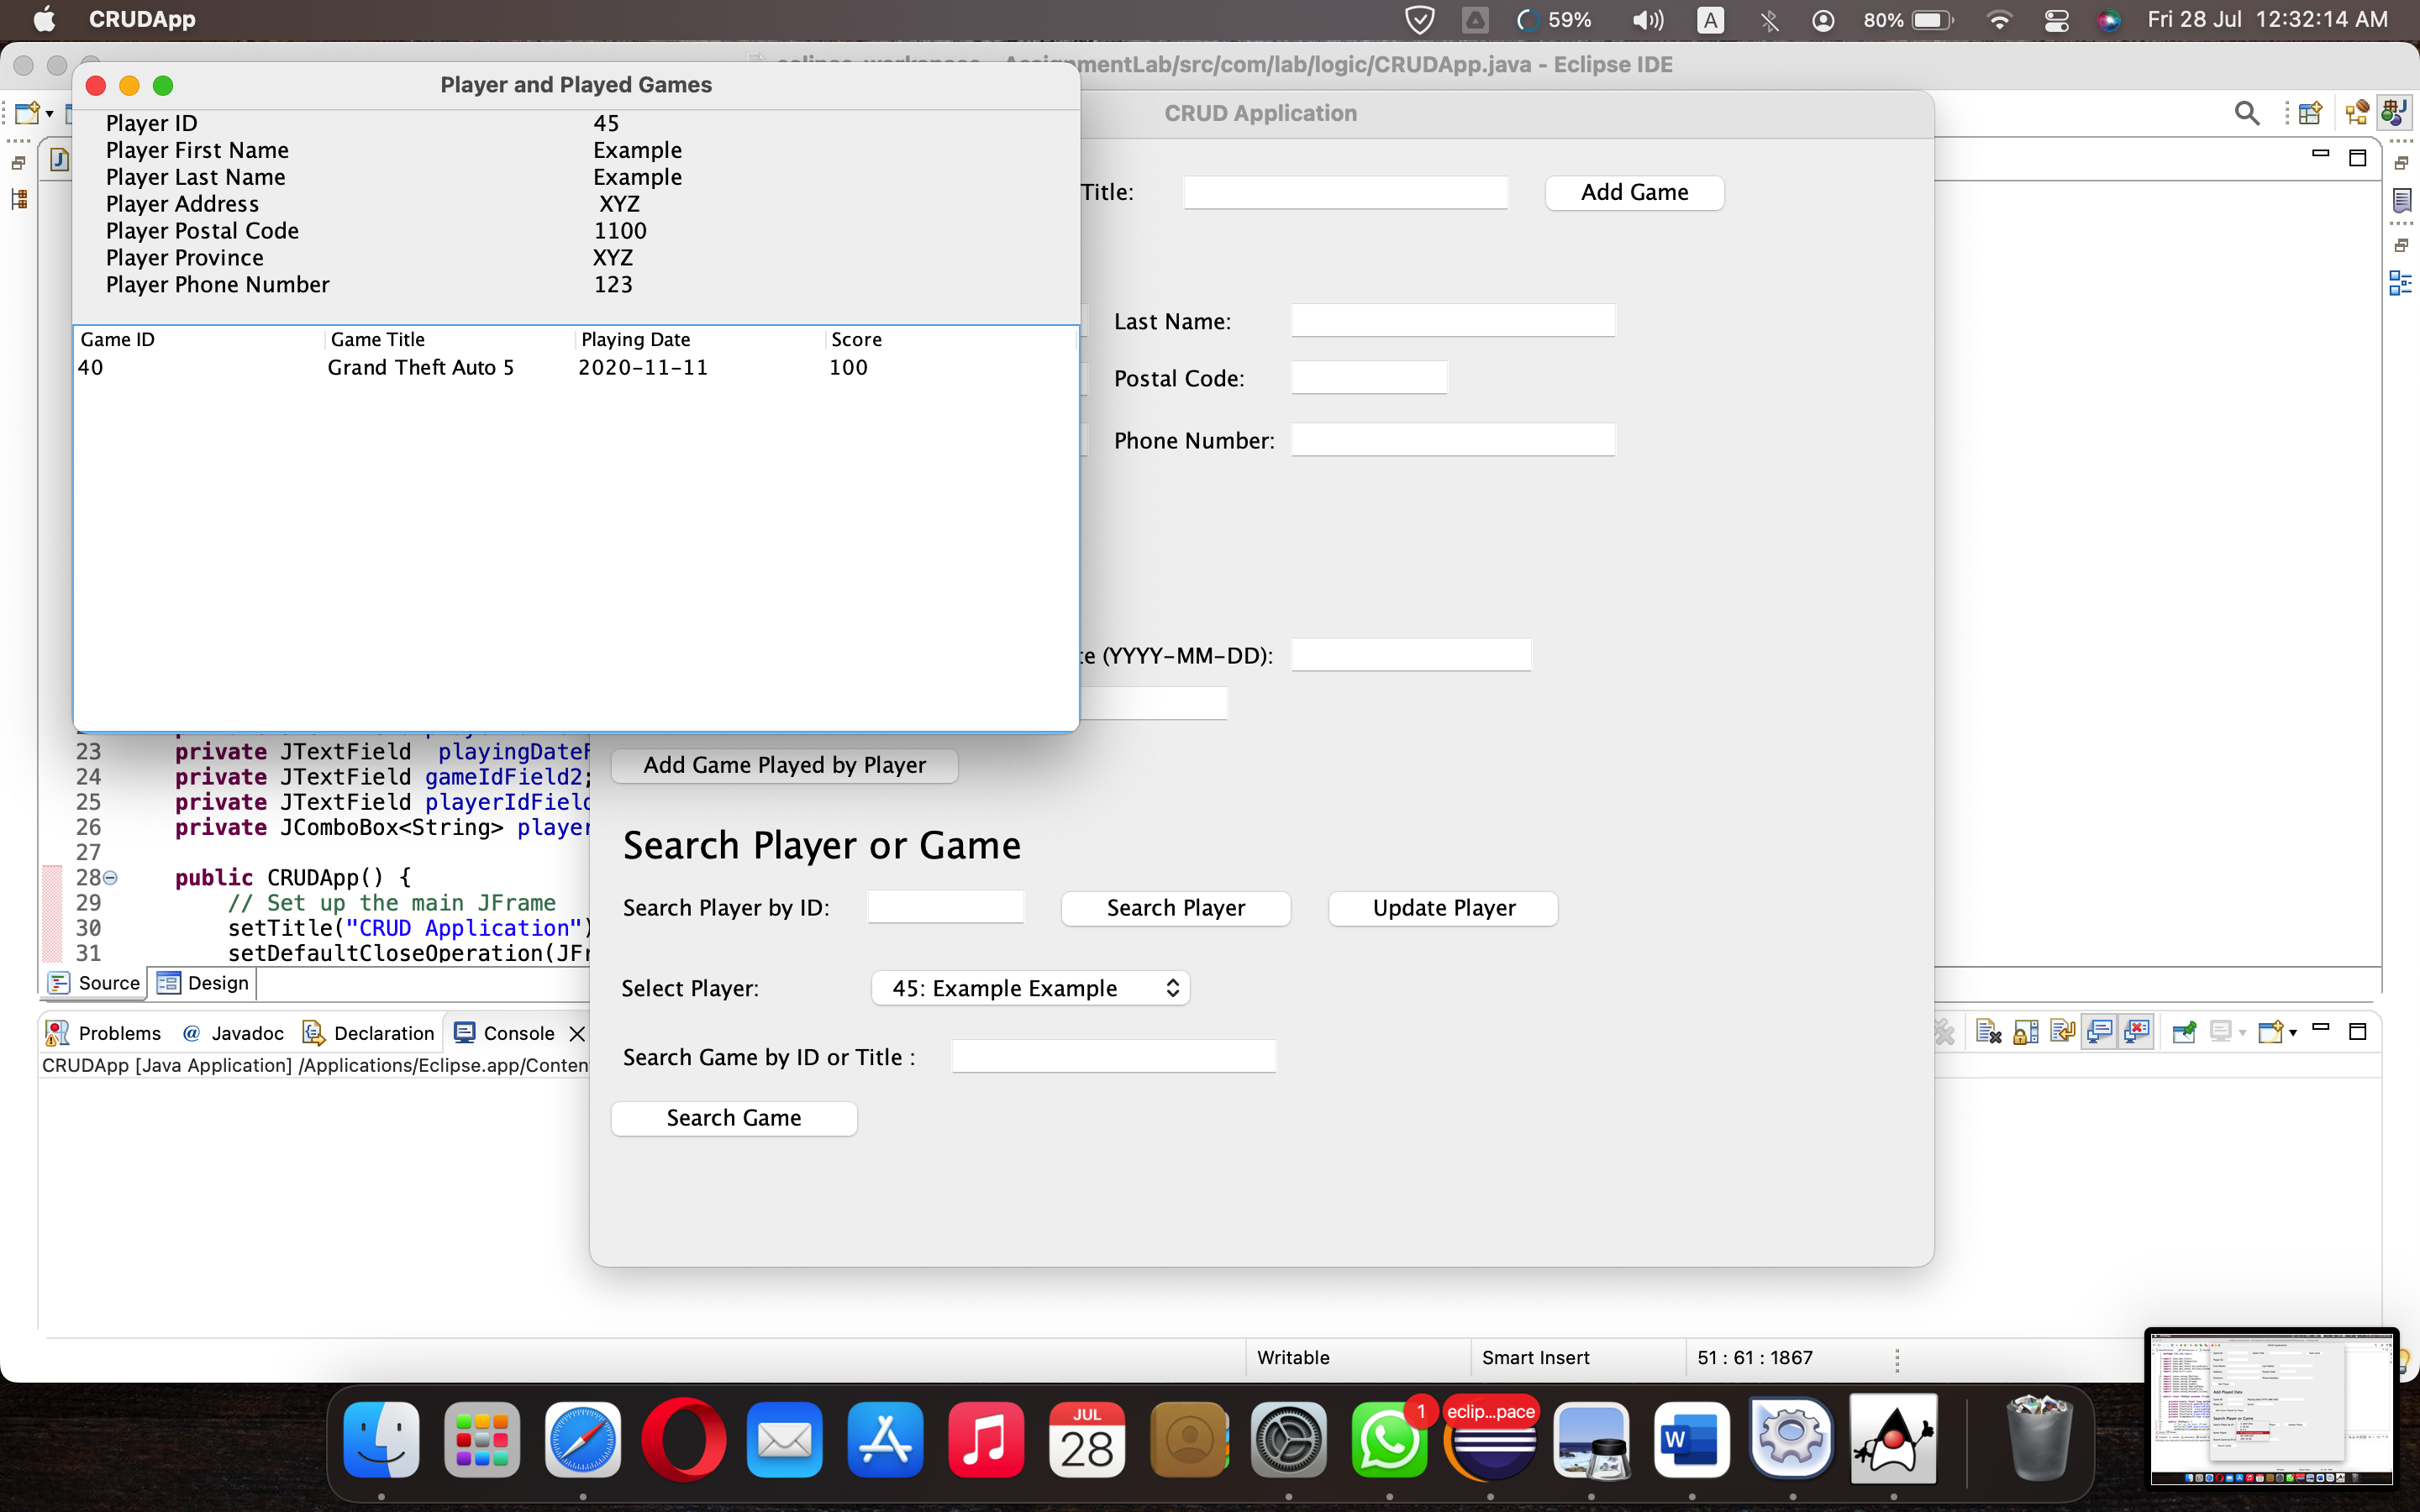 CRUDApp
59%
A
80%
Fri 28 Jul 12:32:14 AM
AssignmentLab/src/com/lab/logic/CRUDApp.java - Eclipse IDE
Player and Played Games
Player ID 45
Player First Name Example
Player Last Name Example
Player Address XYZ
Player Postal Code 1100
Player Province XYZ
Player Phone Number 123
Game ID Game Title Playing Date Score
40 Grand Theft Auto 5 2020-11-11 100
CRUD Application
Title:
Add Game
Last Name:
Postal Code:
Phone Number:
(YYYY-MM-DD):
Add Game Played by Player
Search Player or Game
Search Player by ID:
Search Player
Update Player
Select Player:
45: Example Example
Search Game by ID or Title :
Search Game
23 private JTextField playingDate
24 private JTextField gameIdField2;
25 private JTextField playerIdField
26 private JComboBox<String> player
27
28 public CRUDApp() {
29 // Set up the main JFrame
30 setTitle("CRUD Application")
31 setDefaultCloseOperation(JFr
Source
Design
Problems
@ Javadoc
Declaration
Console
CRUDApp [Java Application] /Applications/Eclipse.app/Conten
Writable
Smart Insert
51 : 61 : 1867
JUL
28
1
eclip...pace
W